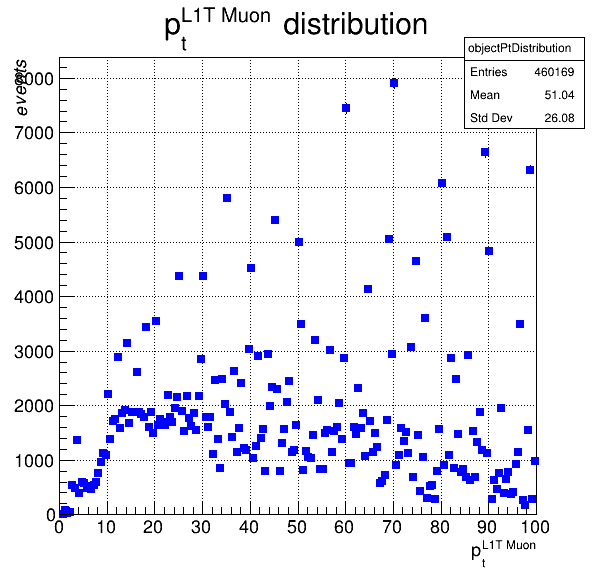 p_t^L1T Muon distribution
objectPtDistribution
Entries 460169
Mean 51.04
Std Dev 26.08
events
8000
7000
6000
5000
4000
3000
2000
1000
0
0 10 20 30 40 50 60 70 80 90 100
p_t^L1T Muon